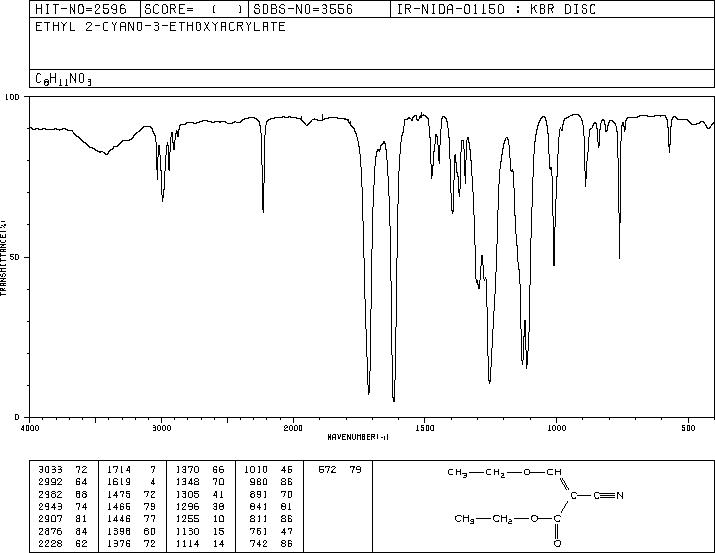 HIT-NO=2596 SCORE= ( ) SDBS-NO=3556 IR-NIDA-01150 : KBR DISC
ETHYL 2-CYANO-3-ETHOXYACRYLATE
C8H11NO3
100
50
0
TRANSMITTANCE(%)
4000 3000 2000 1500 1000 500
WAVENUMBER(-1)
3033 72 1714 7 1370 66 1010 46 572 79
2992 64 1619 4 1348 70 980 86
2982 68 1475 72 1305 41 891 70
2943 74 1466 79 1296 38 841 81
2907 81 1446 77 1255 10 811 86
2876 84 1398 60 1130 15 761 47
2228 62 1376 72 1114 14 742 86
CH3 CH2 O CH
C C N
CH3 CH2 O C
O